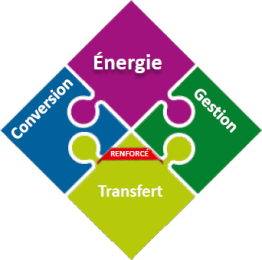 Énergie
Conversion
Gestion
RENFORCÉ
Transfert